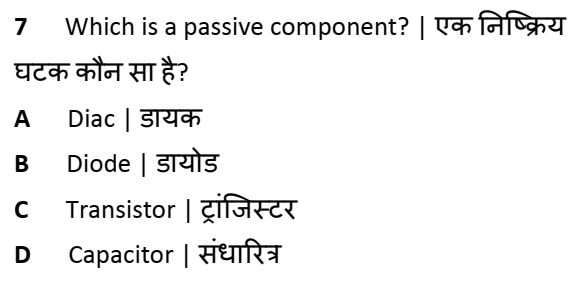 7 Which is a passive component? | एक निष्क्रिय
घटक कौन सा है?
A Diac | डायक
B Diode | डायोड
C Transistor | ट्रांजिस्टर
D Capacitor | संधारित्र